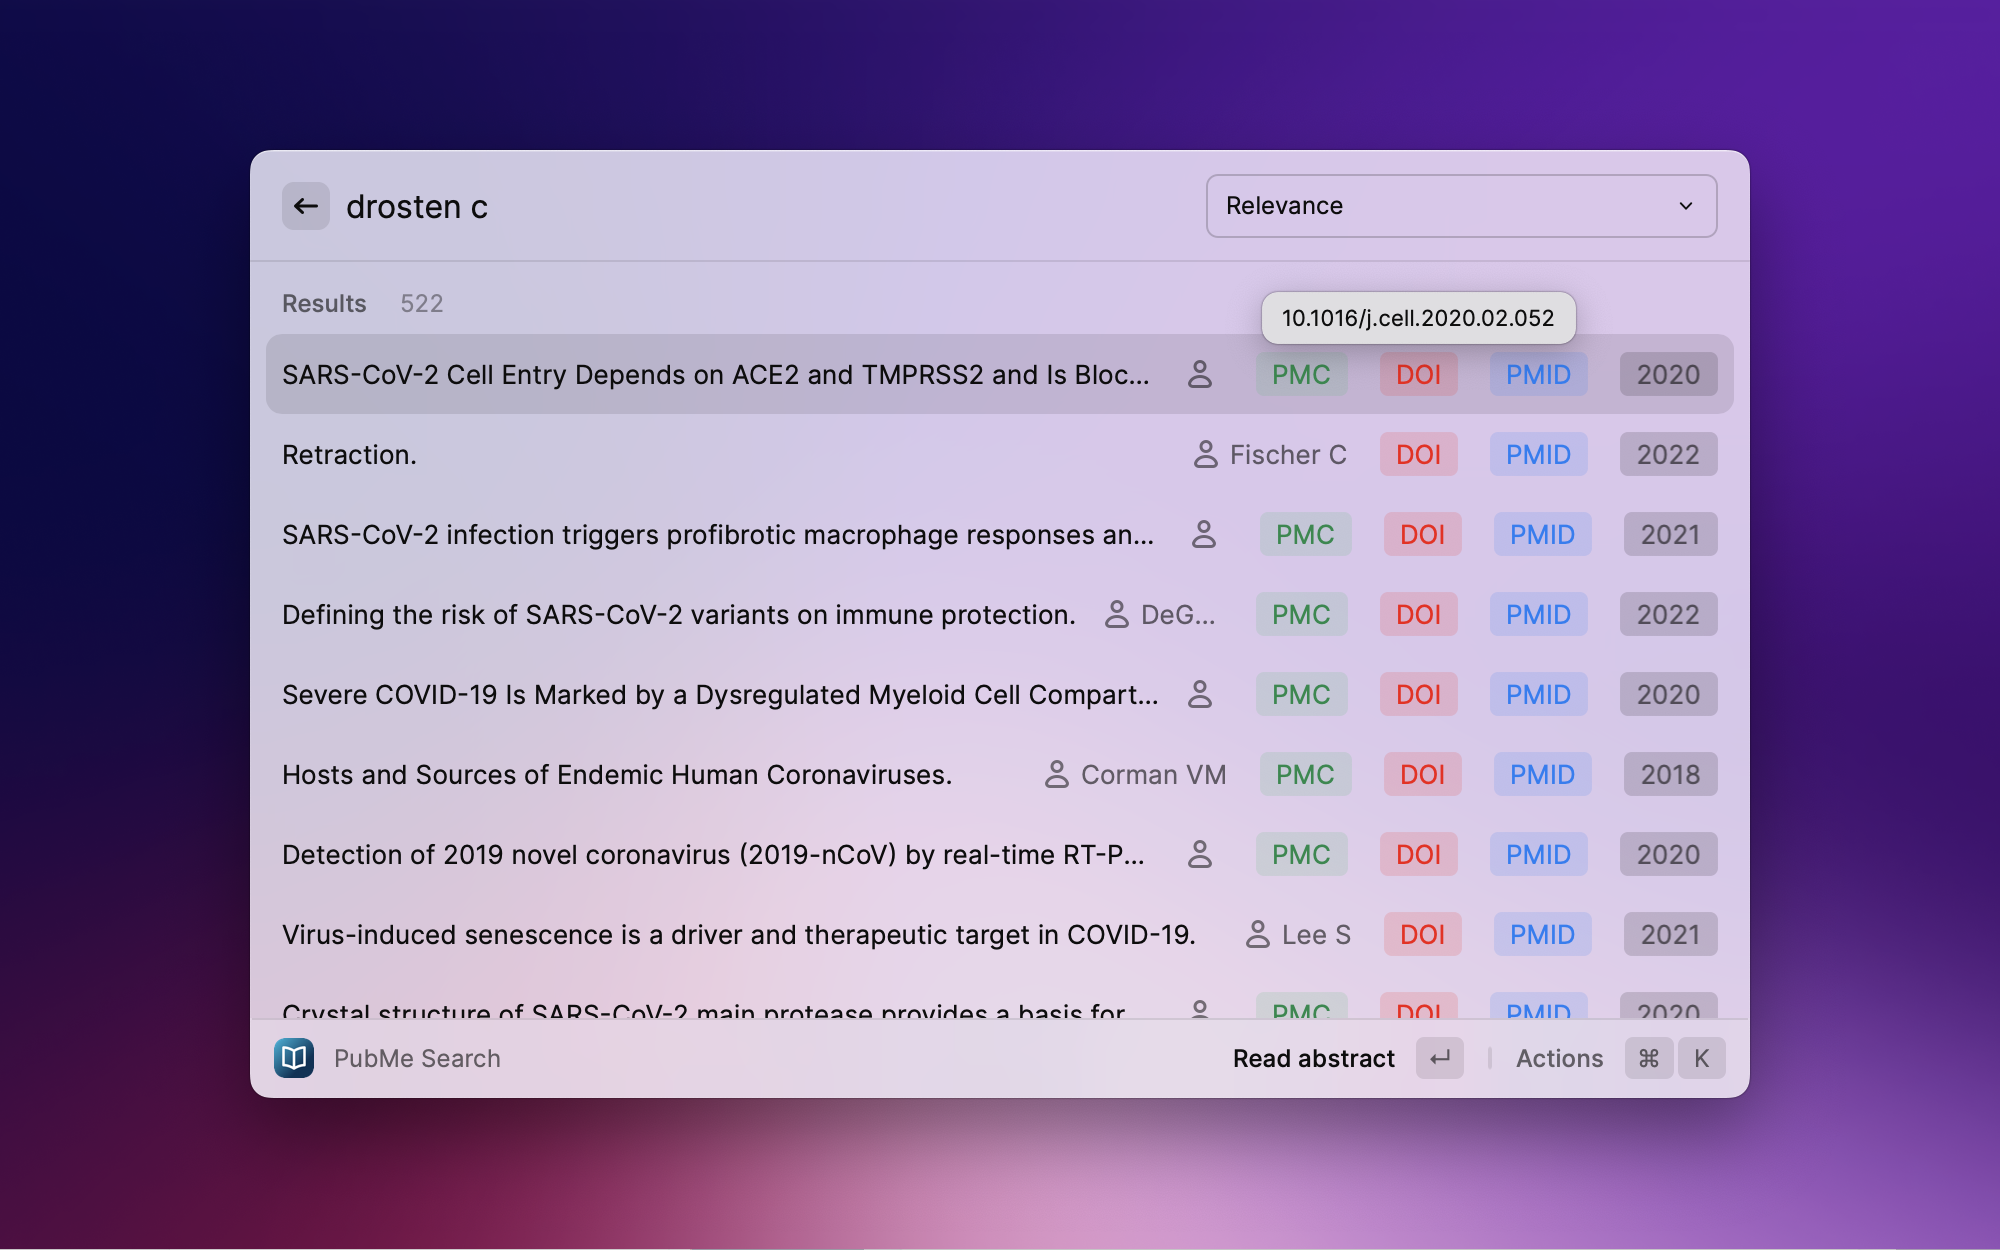 drosten c Relevance
Results 522
10.1016/j.cell.2020.02.052
SARS-CoV-2 Cell Entry Depends on ACE2 and TMPRSS2 and Is Bloc... PMC DOI PMID 2020
Retraction. Fischer C DOI PMID 2022
SARS-CoV-2 infection triggers profibrotic macrophage responses an... PMC DOI PMID 2021
Defining the risk of SARS-CoV-2 variants on immune protection. DeG... PMC DOI PMID 2022
Severe COVID-19 Is Marked by a Dysregulated Myeloid Cell Compart... PMC DOI PMID 2020
Hosts and Sources of Endemic Human Coronaviruses. Corman VM PMC DOI PMID 2018
Detection of 2019 novel coronavirus (2019-nCoV) by real-time RT-P... PMC DOI PMID 2020
Virus-induced senescence is a driver and therapeutic target in COVID-19. Lee S DOI PMID 2021
Crystal structure of SARS-CoV-2 main protease provides a basis for PMC DOI PMID 2020
PubMe Search Read abstract ↵ Actions ⌘ K